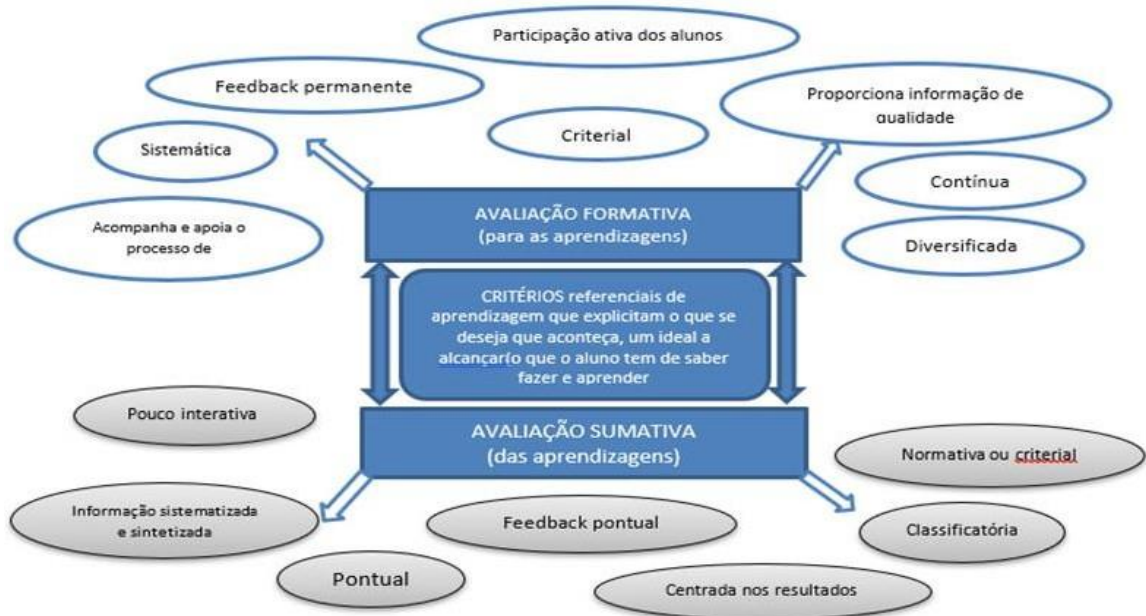 Participação ativa dos alunos
Feedback permanente
Proporciona informação de
qualidade
Criterial
Sistemática
Contínua
Acompanha e apoia o
processo de
AVALIAÇÃO FORMATIVA
(para as aprendizagens)
Diversificada
CRITÉRIOS referenciais de
aprendizagem que explicitam o que se
deseja que aconteça, um ideal a
alcançar(o que o aluno tem de saber
fazer e aprender
Pouco interativa
AVALIAÇÃO SUMATIVA
(das aprendizagens)
Normativa ou criterial
Informação sistematizada
e sintetizada
Feedback pontual
Classificatória
Pontual
Centrada nos resultados